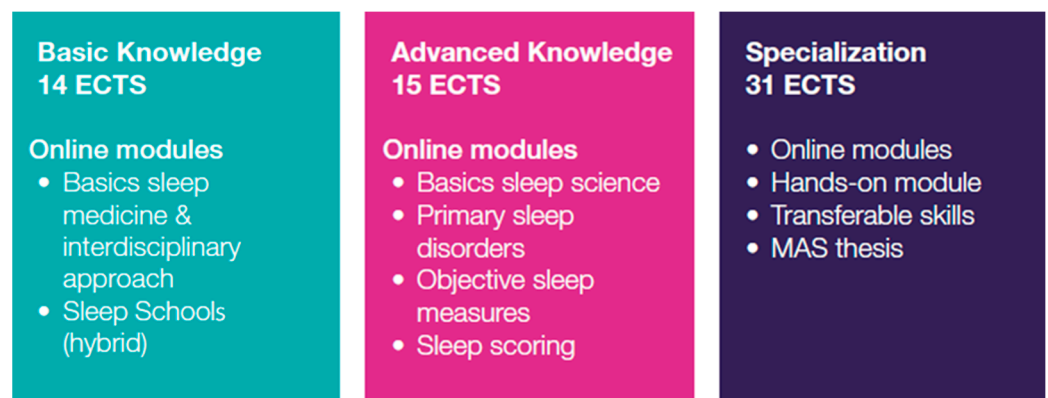 Basic Knowledge
14 ECTS
Online modules
• Basics sleep
medicine &
interdisciplinary
approach
• Sleep Schools
(hybrid)
Advanced Knowledge
15 ECTS
Online modules
• Basics sleep science
• Primary sleep
disorders
• Objective sleep
measures
• Sleep scoring
Specialization
31 ECTS
• Online modules
• Hands-on module
• Transferable skills
• MAS thesis